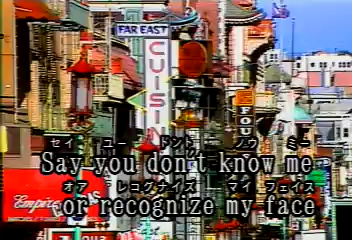 FAR EAST
CUISI
FOU
セイ ユー ドント ノウ ミー
Say you don't know me
オア レコグナイズ マイ フェイス
or recognize my face
Empire